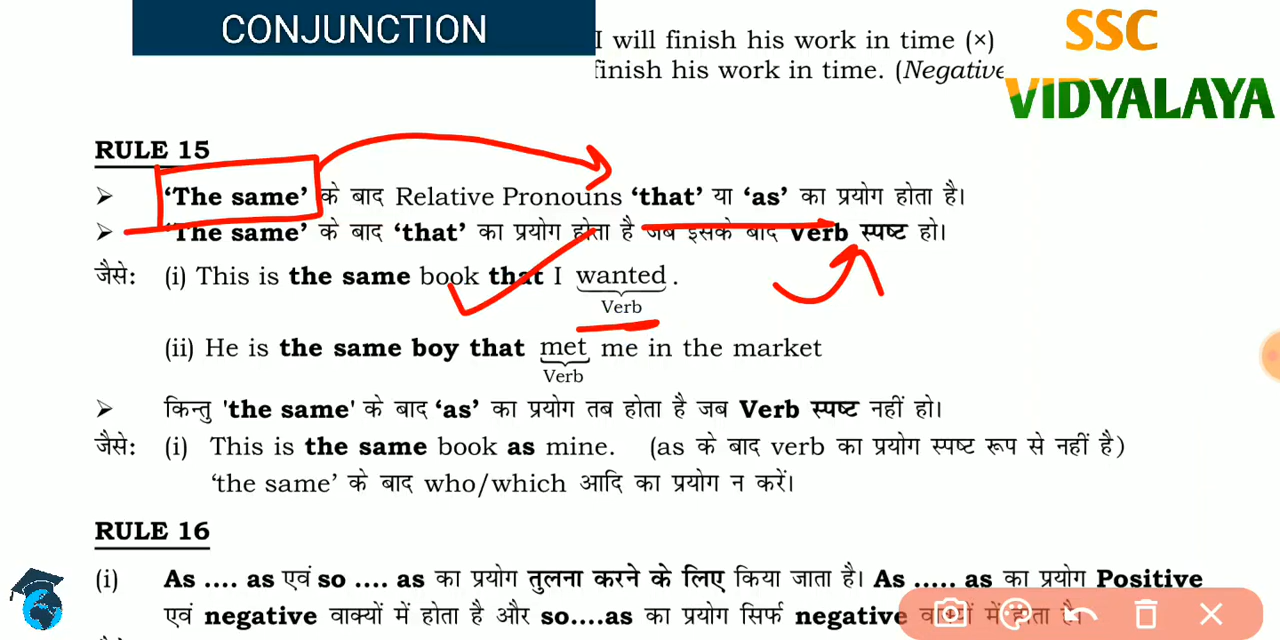 CONJUNCTION
SSC
VIDYALAYA
I will finish his work in time (×)
finish his work in time. (Negative
RULE 15
➢ ‘The same’ के बाद Relative Pronouns ‘that’ या ‘as’ का प्रयोग होता है।
➢ ‘The same’ के बाद ‘that’ का प्रयोग होता है जब इसके बाद Verb स्पष्ट हो।
जैसे: (i) This is the same book that I wanted.
Verb
(ii) He is the same boy that met me in the market
Verb
➢ किन्तु 'the same' के बाद ‘as’ का प्रयोग तब होता है जब Verb स्पष्ट नहीं हो।
जैसे: (i) This is the same book as mine. (as के बाद verb का प्रयोग स्पष्ट रूप से नहीं है)
‘the same’ के बाद who/which आदि का प्रयोग न करें।
RULE 16
(i) As .... as एवं so .... as का प्रयोग तुलना करने के लिए किया जाता है। As ..... as का प्रयोग Positive
एवं negative वाक्यों में होता है और so....as का प्रयोग सिर्फ negative वाक्यों में होता है।